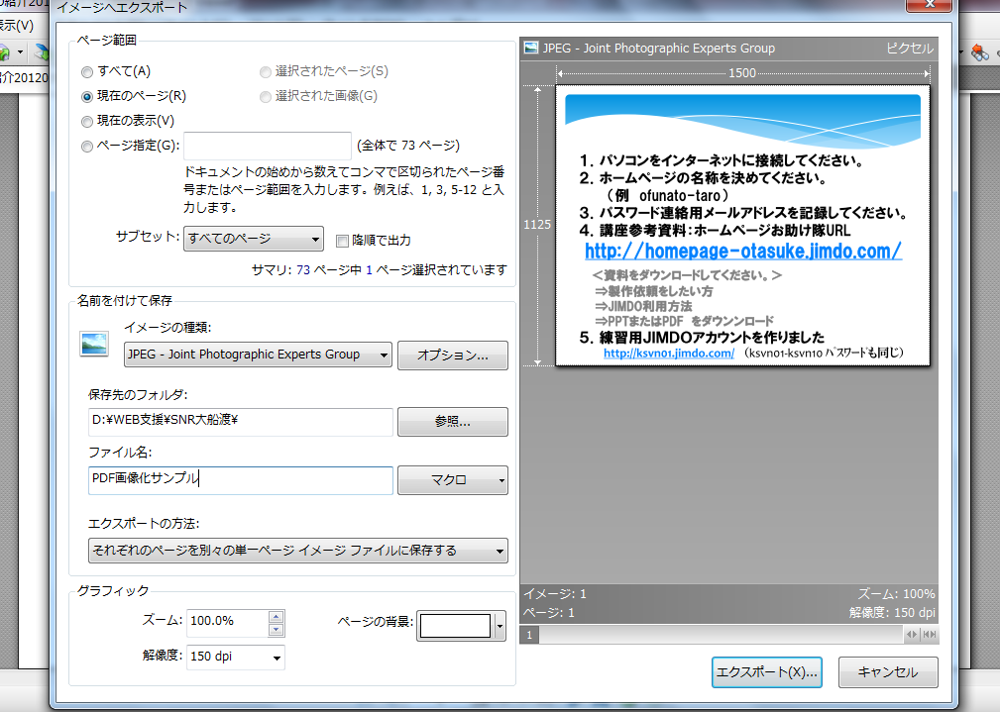 の紹介201
イメージへエクスポート
表示(V)
紹介20120
ページ範囲
すべて(A)
選択されたページ(S)
現在のページ(R)
選択された画像(G)
現在の表示(V)
ページ指定(G):
(全体で 73 ページ)
ドキュメントの始めから数えてコンマで区切られたページ番
号またはページ範囲を入力します。例えば、1, 3, 5-12 と入
力します。
サブセット:
すべてのページ
降順で出力
サマリ: 73 ページ中 1 ページ選択されています
名前を付けて保存
イメージの種類:
JPEG - Joint Photographic Experts Group
オプション...
保存先のフォルダ:
D:¥WEB支援¥SNR大船渡¥
参照...
ファイル名:
PDF画像化サンプル
マクロ
エクスポートの方法:
それぞれのページを別々の単一ページ イメージ ファイルに保存する
グラフィック
ズーム:
100.0%
ページの背景:
解像度:
150 dpi
JPEG - Joint Photographic Experts Group
ピクセル
1500
1125
1. パソコンをインターネットに接続してください。
2. ホームページの名称を決めてください。
（例 ofunato-taro）
3. パスワード連絡用メールアドレスを記録してください。
4. 講座参考資料：ホームページお助け隊URL
http://homepage-otasuke.jimdo.com/
＜資料をダウンロードしてください。＞
⇒製作依頼をしたい方
⇒JIMDO利用方法
⇒PPTまたはPDF をダウンンロード
5. 練習用JIMDOアカウントを作りました
http://ksvn01.jimdo.com/ （ksvn01-ksvn10 ﾊﾟｽﾜｰﾄﾞも同じ）
イメージ: 1
ズーム: 100%
ページ: 1
解像度: 150 dpi
1
エクスポート(X)...
キャンセル